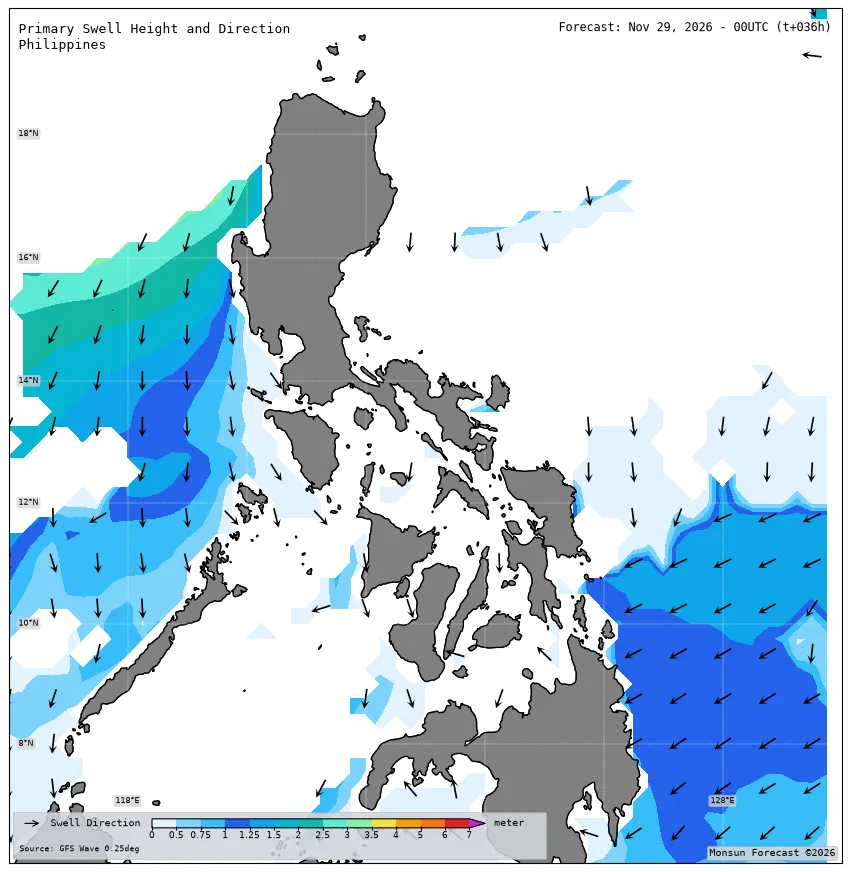 Primary Swell Height and Direction
Philippines
Forecast: Nov 29, 2026 - 00UTC (t+036h)
18°N
16°N
14°N
12°N
10°N
8°N
118°E
128°E
Swell Direction
0 0.5 0.75 1 1.25 1.5 2 2.5 3 3.5 4 5 6 7
meter
Source: GFS Wave 0.25deg
Monsun Forecast ©2026